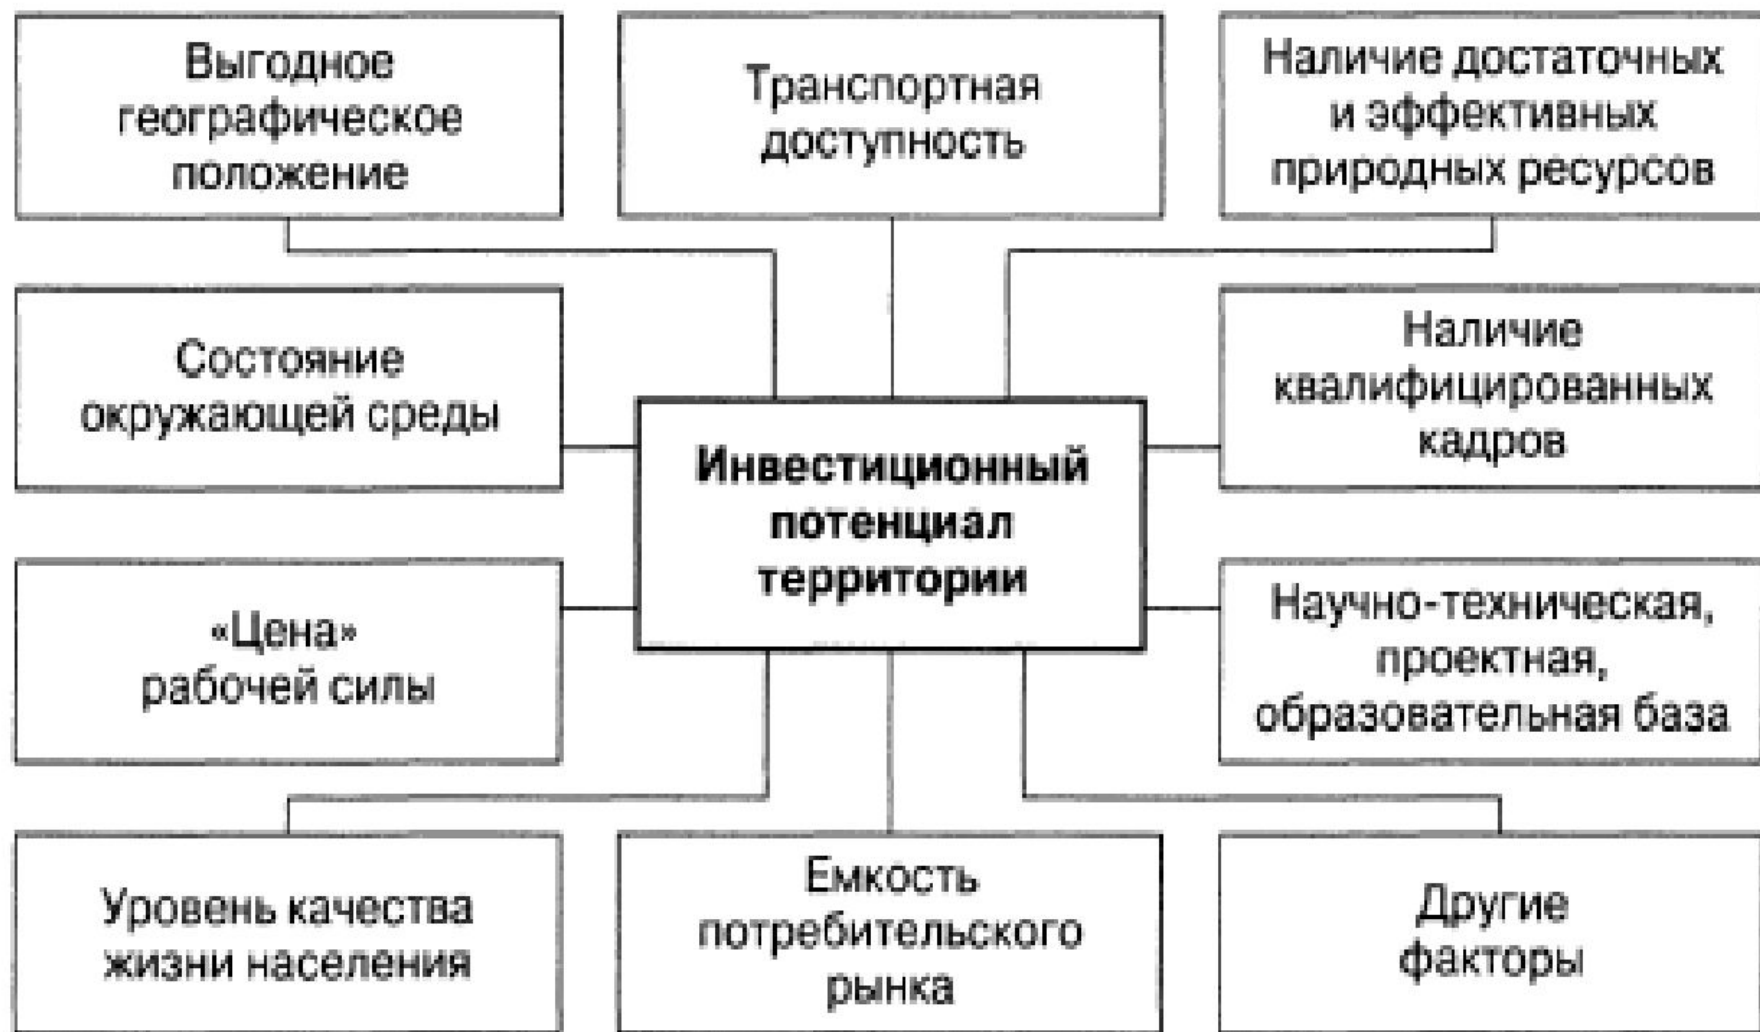 Выгодное
географическое
положение
Транспортная
доступность
Наличие достаточных
и эффективных
природных ресурсов
Состояние
окружающей среды
Наличие
квалифицированных
кадров
Инвестиционный
потенциал
территории
«Цена»
рабочей силы
Научно-техническая,
проектная,
образовательная база
Уровень качества
жизни населения
Емкость
потребительского
рынка
Другие
факторы